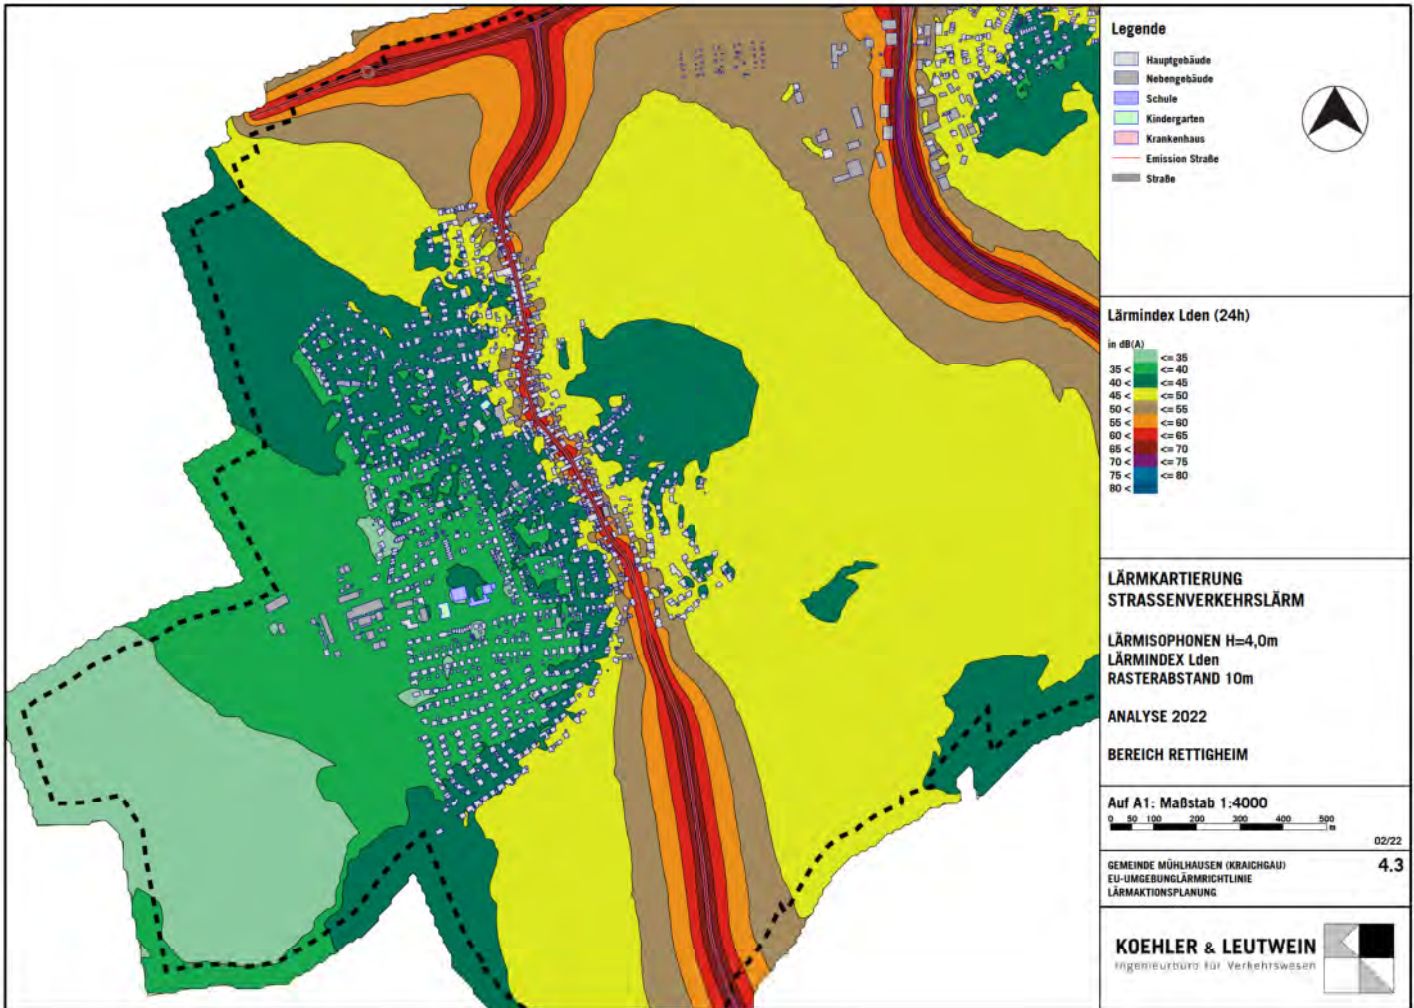 Legende
Hauptgebäude
Nebengebäude
Schule
Kindergarten
Krankenhaus
Emission Straße
Straße
Lärmindex Lden (24h)
in dB(A)
<= 35
35 < <= 40
40 < <= 45
45 < <= 50
50 < <= 55
55 < <= 60
60 < <= 65
65 < <= 70
70 < <= 75
75 < <= 80
80 <
LÄRMKARTIERUNG
STRASSENVERKEHRSLÄRM
LÄRMISOPHONEN H=4,0m
LÄRMINDEX Lden
RASTERABSTAND 10m
ANALYSE 2022
BEREICH RETTIGHEIM
Auf A1: Maßstab 1:4000
0 50 100 200 300 400 500
m
02/22
GEMEINDE MÜHLHAUSEN (KRAICHGAU)
EU-UMGEBUNGLÄRMRICHTLINIE
LÄRMAKTIONSPLANUNG
4.3
KOEHLER & LEUTWEIN
Ingenieurbüro für Verkehrswesen